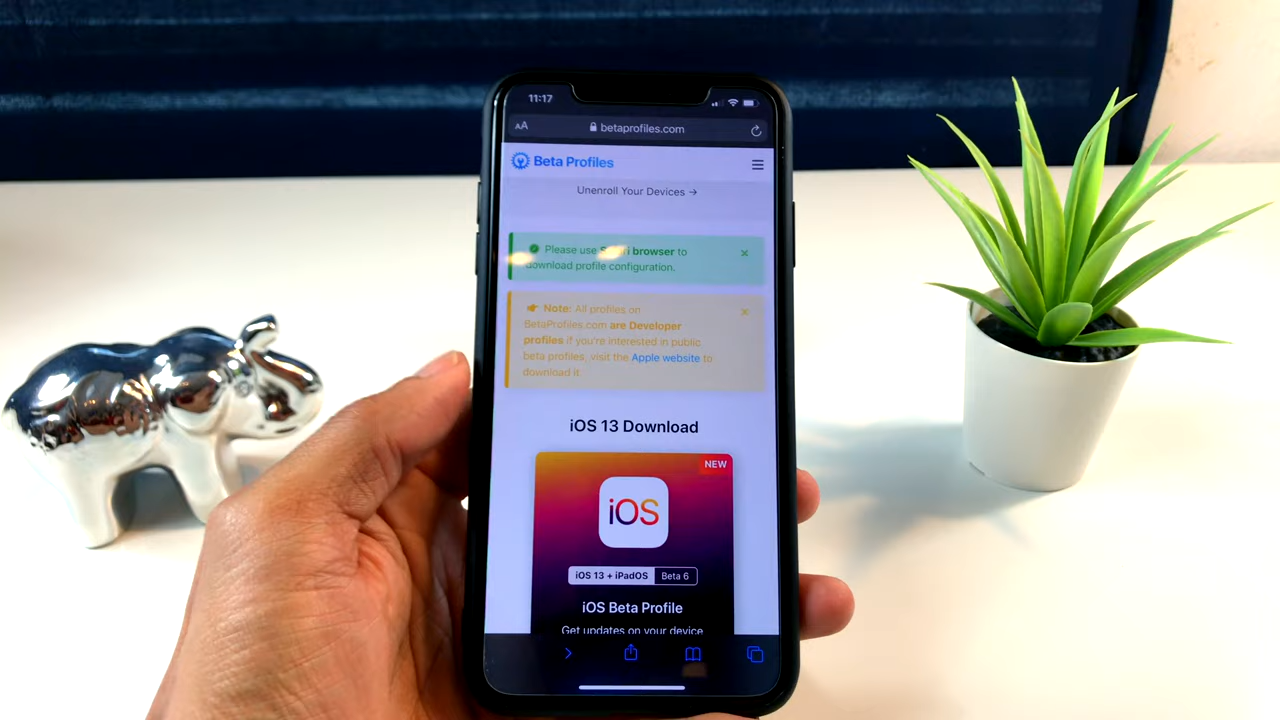 11:17
AA betaprofiles.com
Beta Profiles
Unenroll Your Devices →
Please use Safari browser to
download profile configuration.
Note: All profiles on
BetaProfiles.com are Developer
profiles if you're interested in public
beta profiles, visit the Apple website to
download it.
iOS 13 Download
NEW
iOS
iOS 13 + iPadOS Beta 6
iOS Beta Profile
Get updates on your device